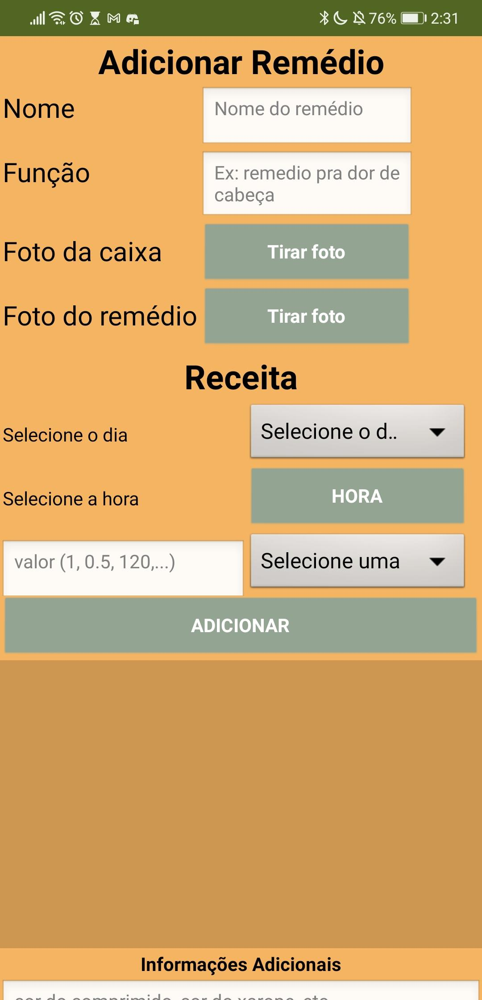 76% 2:31
Adicionar Remédio
Nome
Nome do remédio
Função
Ex: remedio pra dor de
cabeça
Foto da caixa
Tirar foto
Foto do remédio
Tirar foto
Receita
Selecione o dia
Selecione o d..
Selecione a hora
HORA
valor (1, 0.5, 120,...)
Selecione uma
ADICIONAR
Informações Adicionais
cor do comprimido, cor do xarope, etc